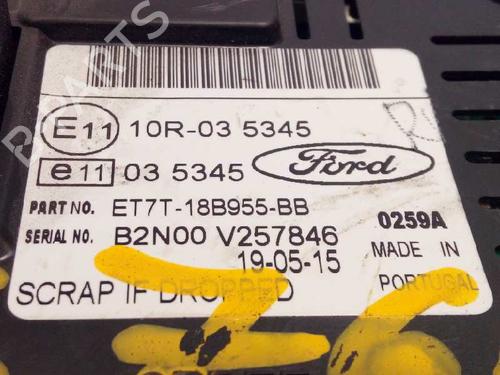 E11 10R-03 5345
e11 03 5345 Ford
PART NO. ET7T-18B955-BB
SERIAL NO. B2N00 V257846
0259A
19-05-15
MADE IN
PORTUGAL
SCRAP IF DROPPED